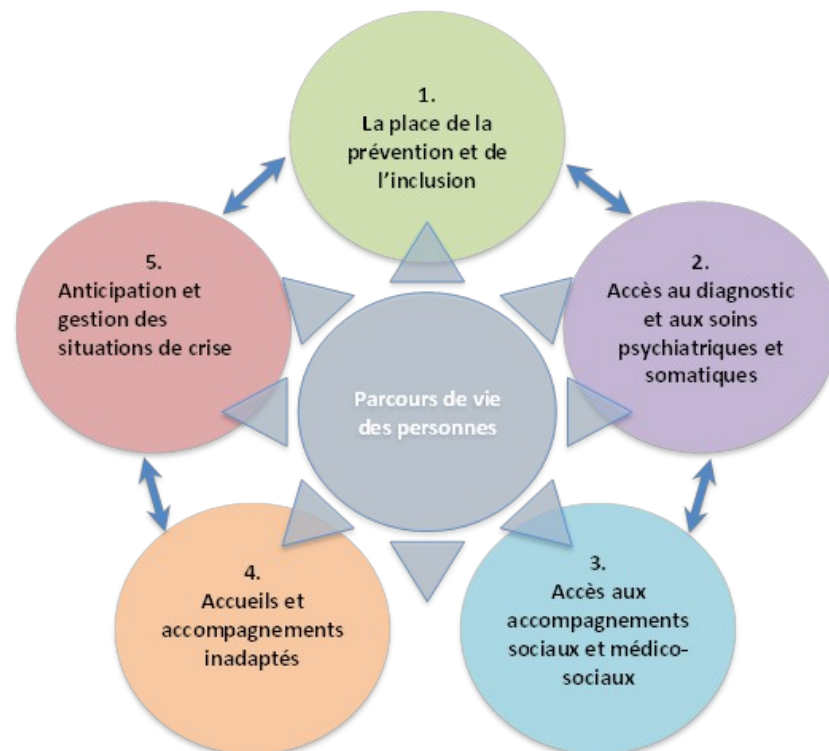 1.
La place de la
prévention et de
l'inclusion
2.
Accès au diagnostic
et aux soins
psychiatriques et
somatiques
3.
Accès aux
accompagnements
sociaux et médico-
sociaux
4.
Accueils et
accompagnements
inadaptés
5.
Anticipation et
gestion des
situations de crise
Parcours de vie
des personnes